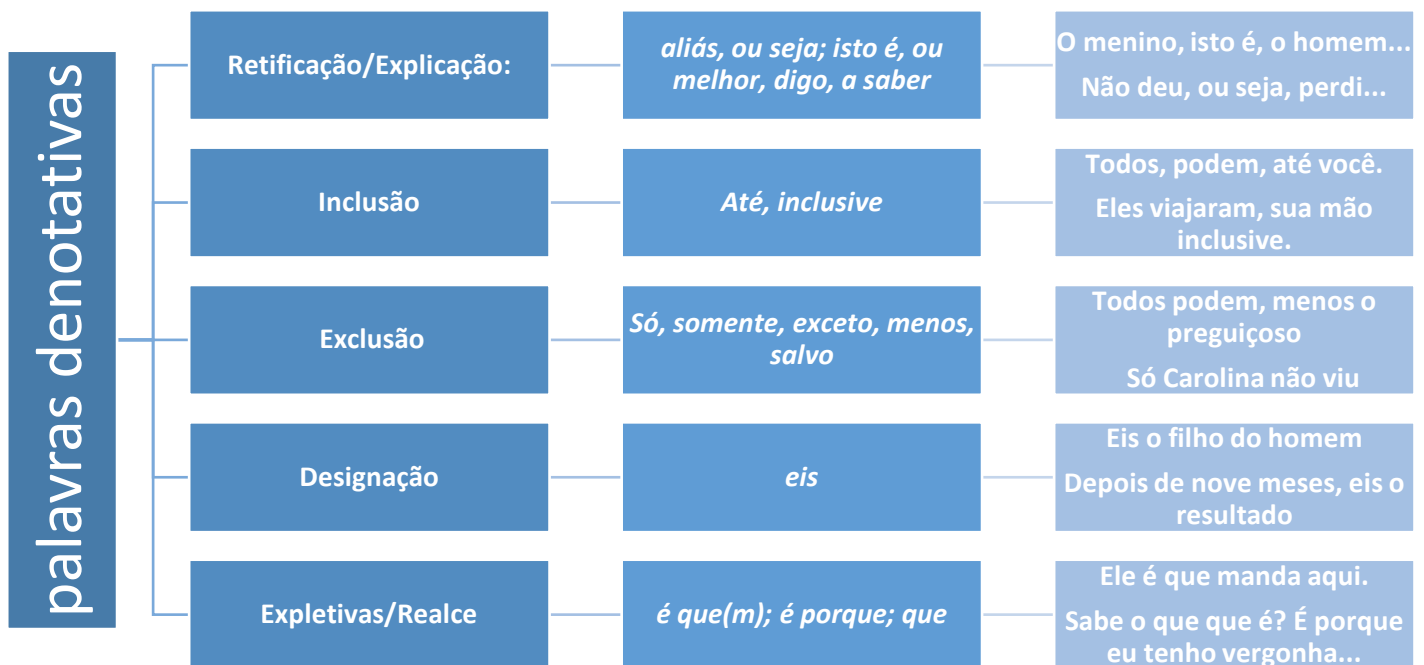 palavras denotativas
Retificação/Explicação:
aliás, ou seja; isto é, ou
melhor, digo, a saber
O menino, isto é, o homem...
Não deu, ou seja, perdi...
Inclusão
Até, inclusive
Todos, podem, até você.
Eles viajaram, sua mão
inclusive.
Exclusão
Só, somente, exceto, menos,
salvo
Todos podem, menos o
preguiçoso
Só Carolina não viu
Designação
eis
Eis o filho do homem
Depois de nove meses, eis o
resultado
Expletivas/Realce
é que(m); é porque; que
Ele é que manda aqui.
Sabe o que que é? É porque
eu tenho vergonha...